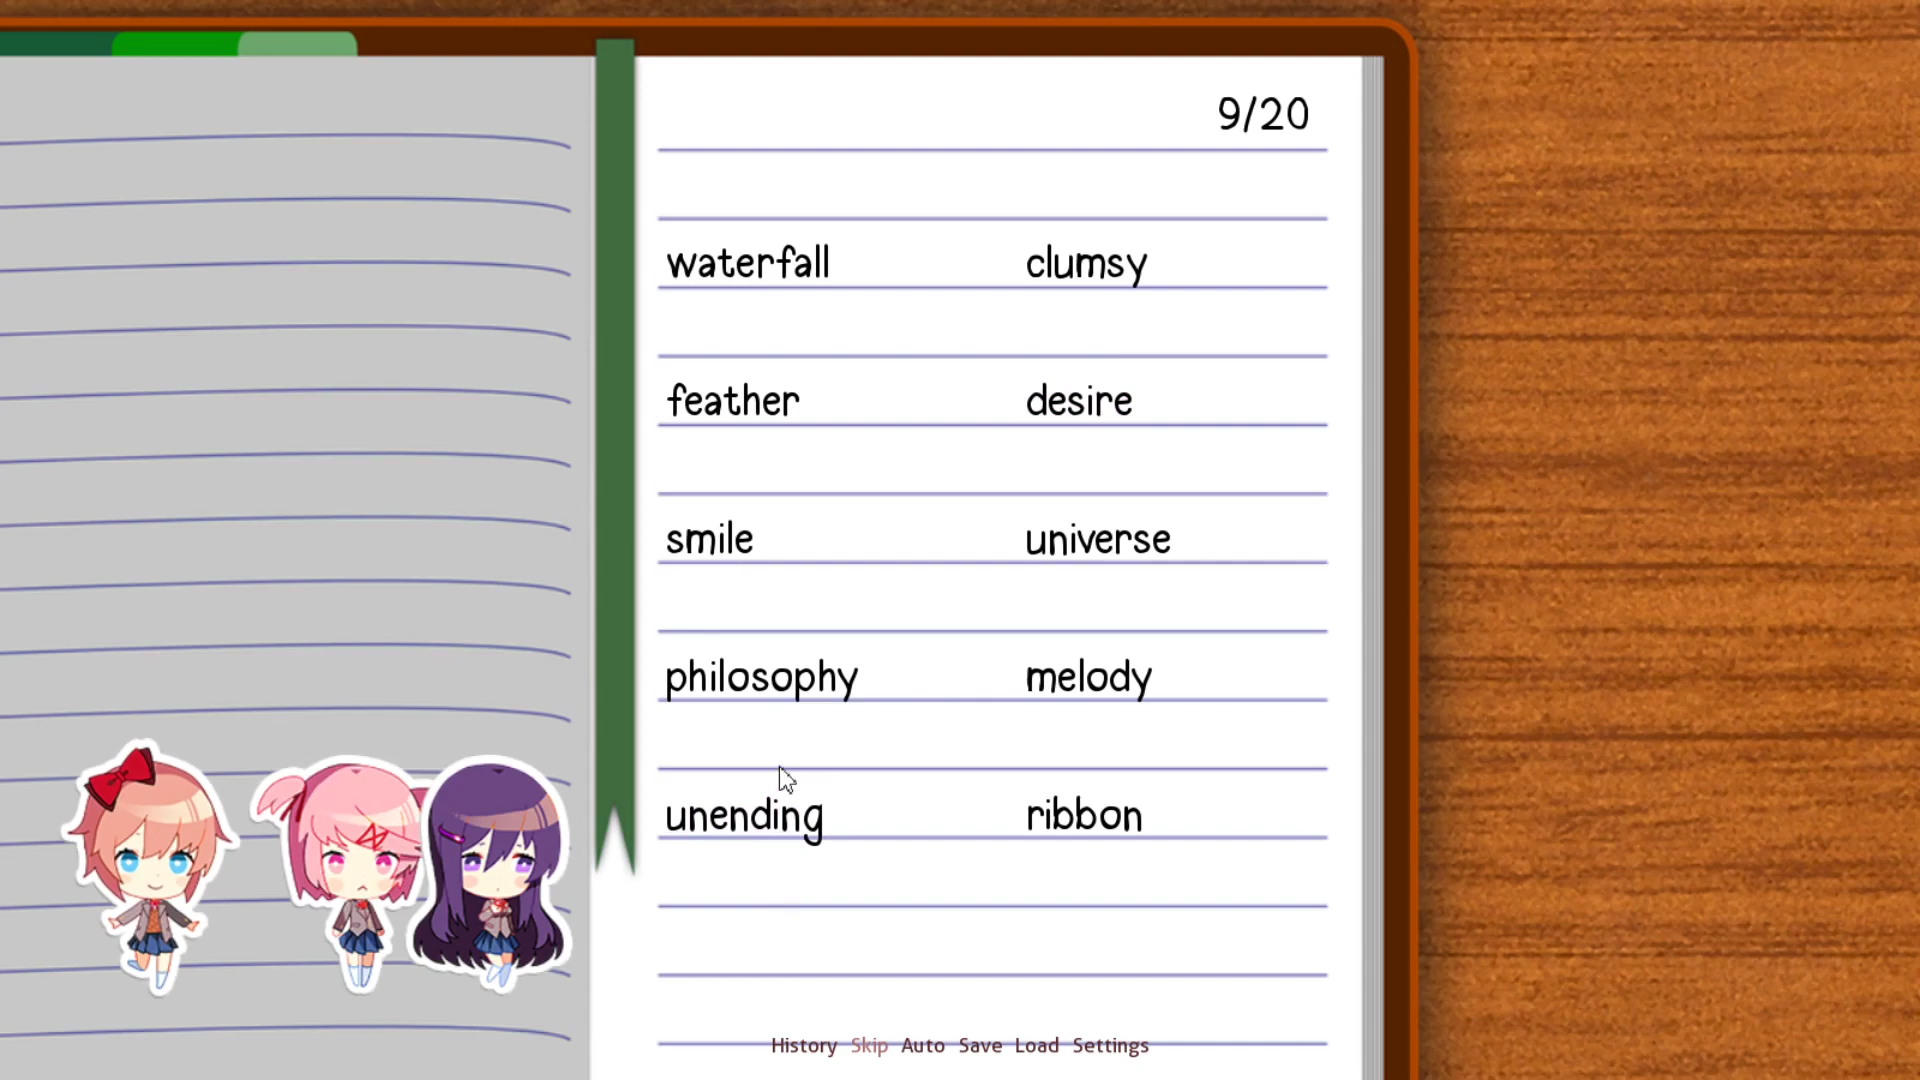 9/20
waterfall clumsy
feather desire
smile universe
philosophy melody
unending ribbon
History Skip Auto Save Load Settings